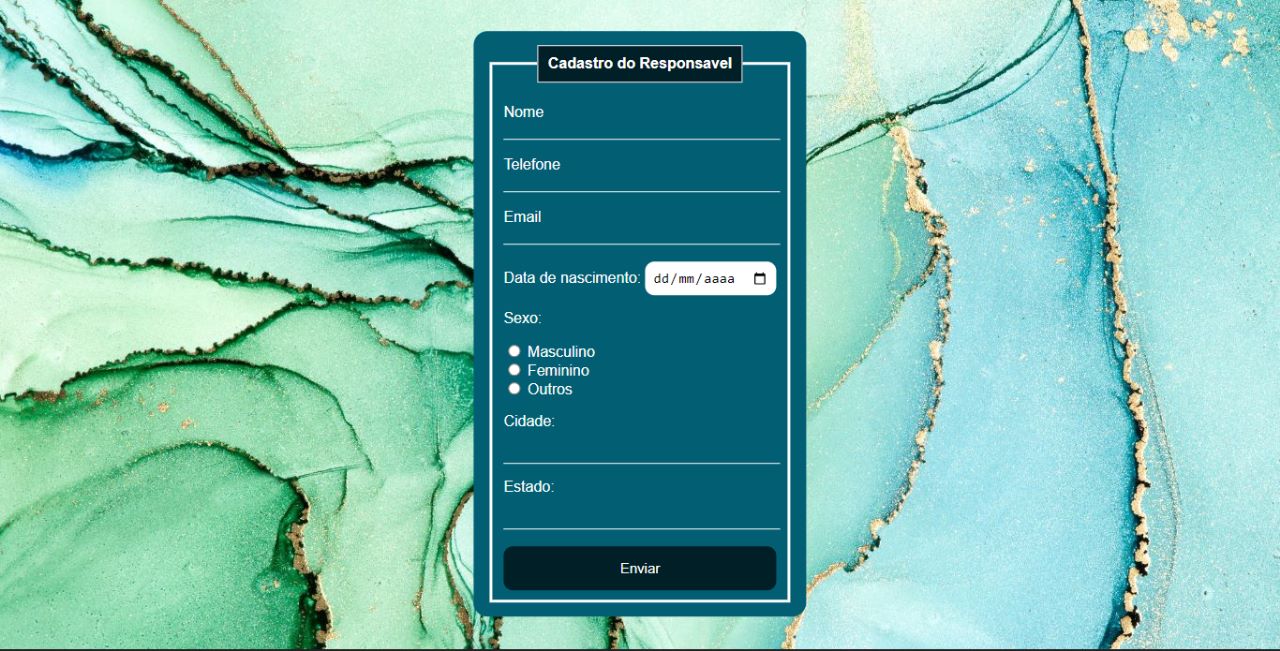 Cadastro do Responsavel
Nome
Telefone
Email
Data de nascimento: dd/mm/aaaa
Sexo:
Masculino
Feminino
Outros
Cidade:
Estado:
Enviar